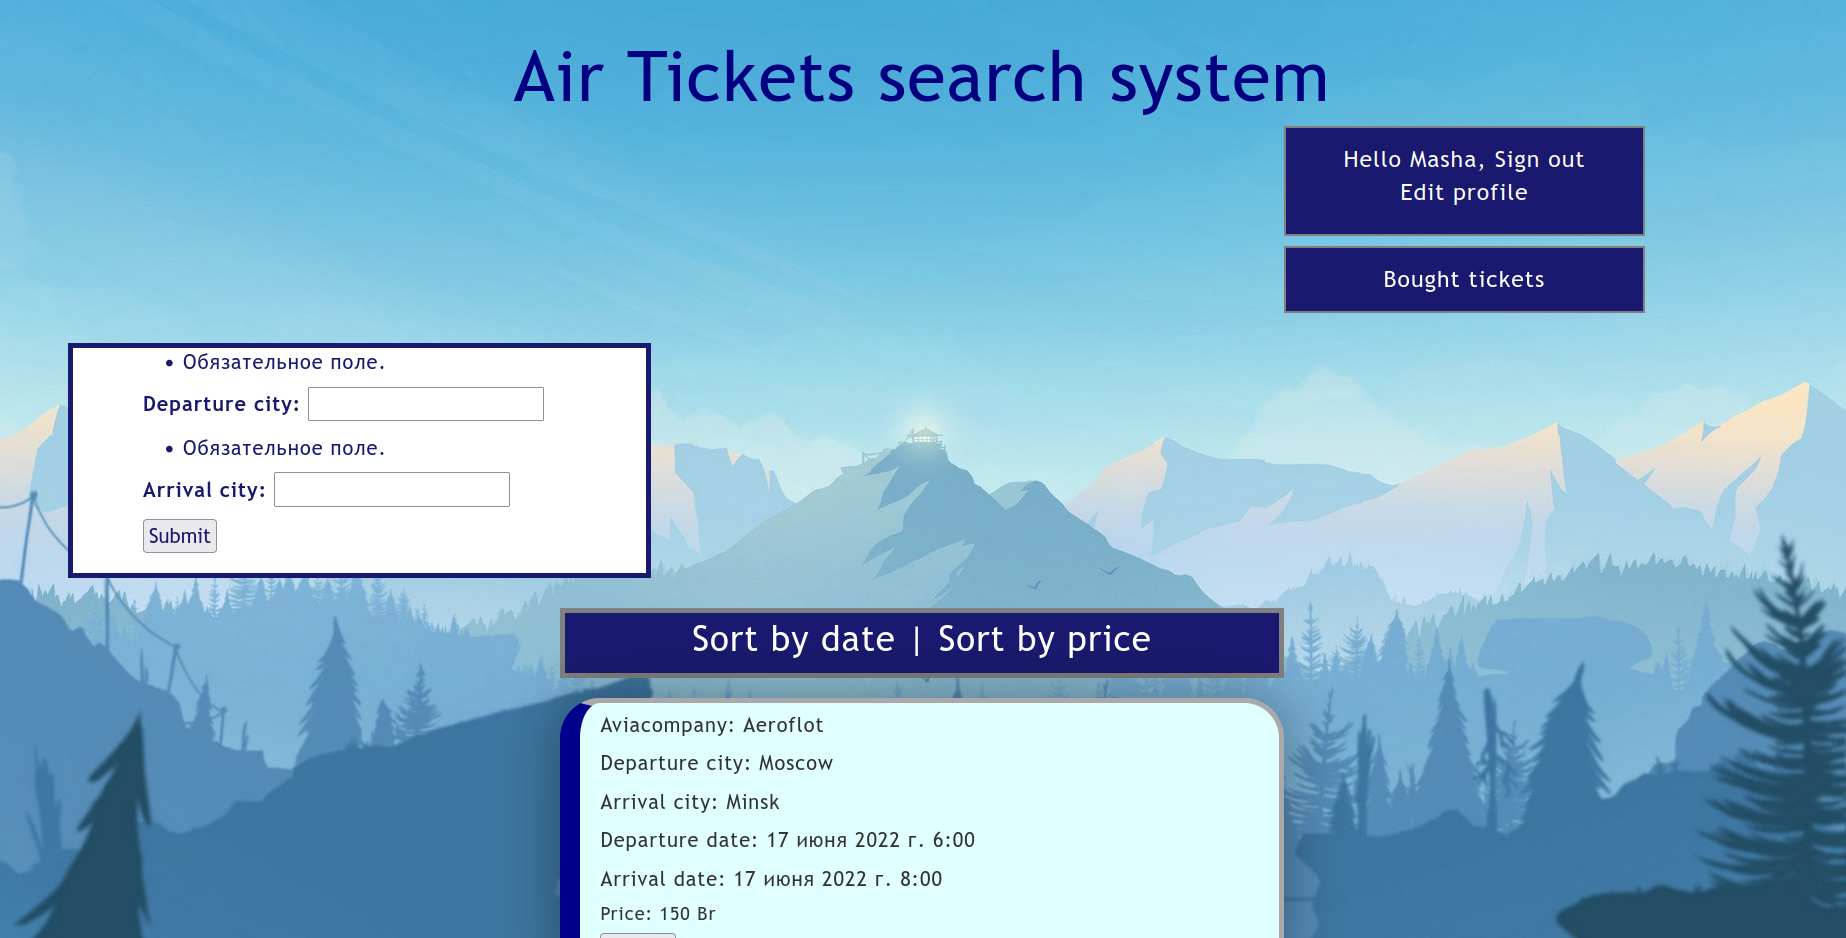 Air Tickets search system
Hello Masha, Sign out
Edit profile
Bought tickets
• Обязательное поле.
Departure city:
• Обязательное поле.
Arrival city:
Submit
Sort by date | Sort by price
Aviacompany: Aeroflot
Departure city: Moscow
Arrival city: Minsk
Departure date: 17 июня 2022 г. 6:00
Arrival date: 17 июня 2022 г. 8:00
Price: 150 Br